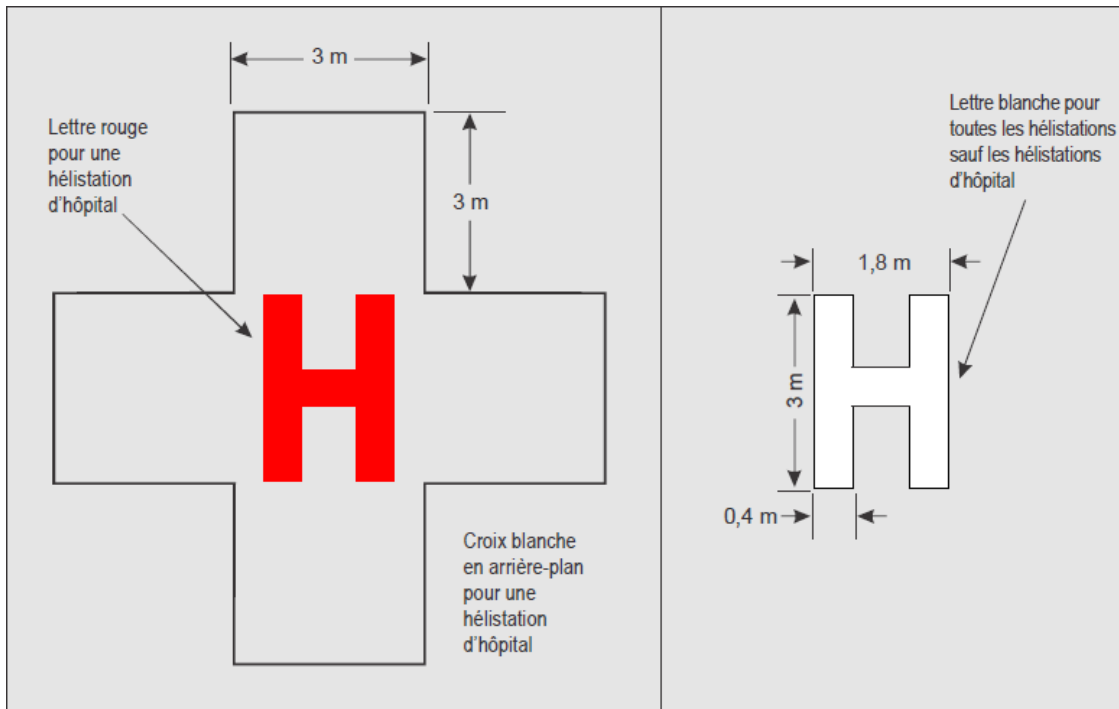 3 m
Lettre rouge
pour une
hélistation
d'hôpital
3 m
H
Croix blanche
en arrière-plan
pour une
hélistation
d'hôpital
Lettre blanche pour
toutes les hélistations
sauf les hélistations
d'hôpital
1,8 m
3 m
H
0,4 m